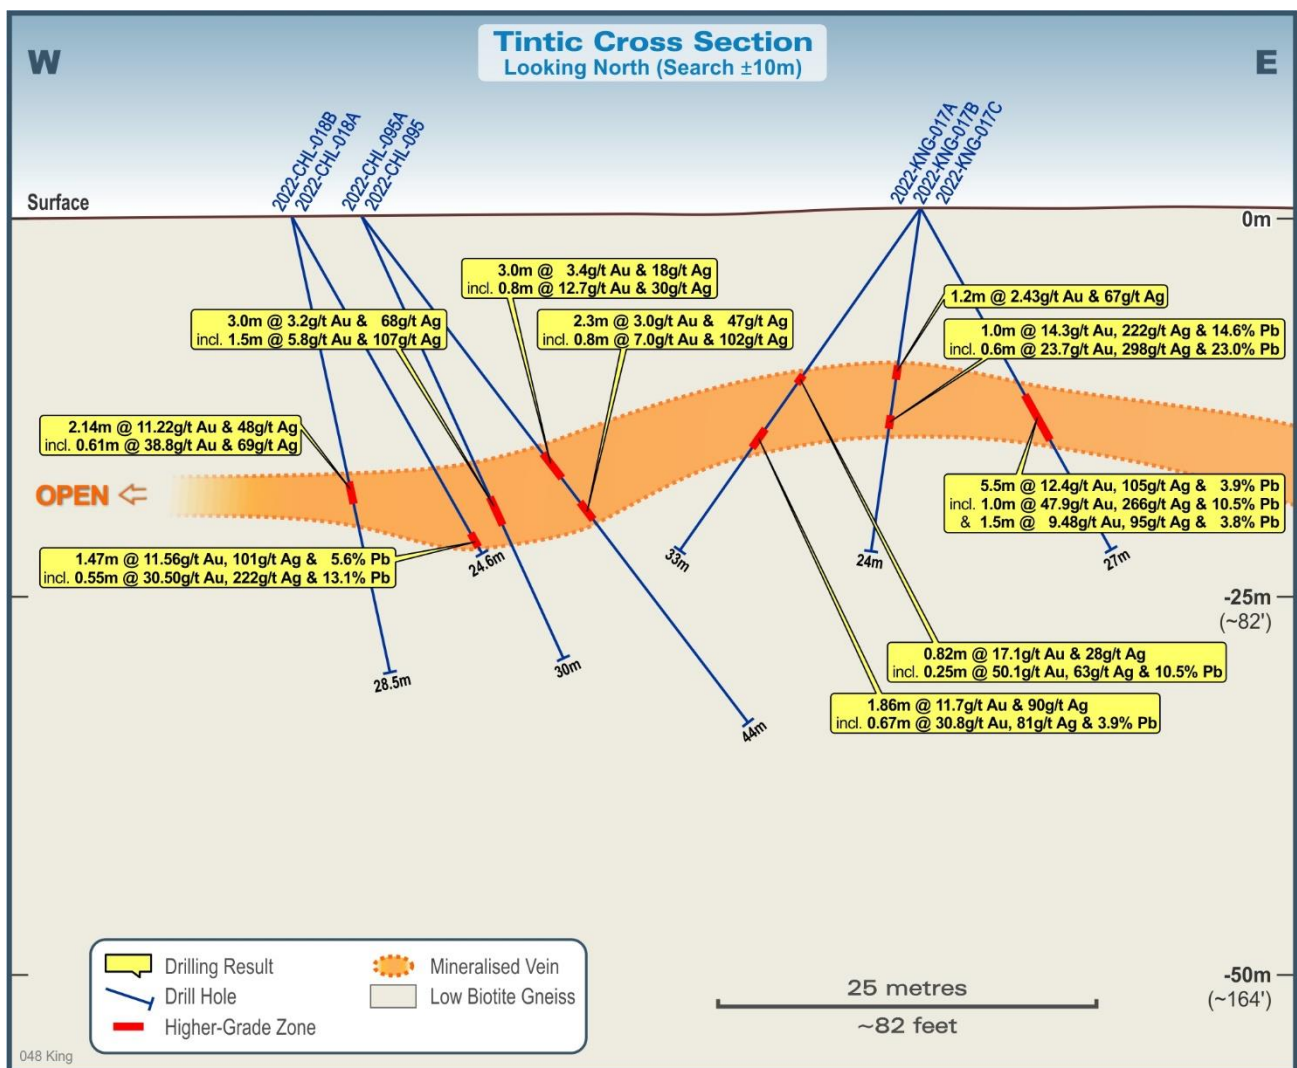 Tintic Cross Section
Looking North (Search ±10m)
W
E
2022-CHL-018B
2022-CHL-018A
2022-CHL-095A
2022-CHL-095
2022-KNG-017A
2022-KNG-017B
2022-KNG-017C
Surface
0m
3.0m @ 3.4g/t Au & 18g/t Ag
incl. 0.8m @ 12.7g/t Au & 30g/t Ag
1.2m @ 2.43g/t Au & 67g/t Ag
3.0m @ 3.2g/t Au & 68g/t Ag
incl. 1.5m @ 5.8g/t Au & 107g/t Ag
2.3m @ 3.0g/t Au & 47g/t Ag
incl. 0.8m @ 7.0g/t Au & 102g/t Ag
1.0m @ 14.3g/t Au, 222g/t Ag & 14.6% Pb
incl. 0.6m @ 23.7g/t Au, 298g/t Ag & 23.0% Pb
2.14m @ 11.22g/t Au & 48g/t Ag
incl. 0.61m @ 38.8g/t Au & 69g/t Ag
OPEN
5.5m @ 12.4g/t Au, 105g/t Ag & 3.9% Pb
incl. 1.0m @ 47.9g/t Au, 266g/t Ag & 10.5% Pb
& 1.5m @ 9.48g/t Au, 95g/t Ag & 3.8% Pb
1.47m @ 11.56g/t Au, 101g/t Ag & 5.6% Pb
incl. 0.55m @ 30.50g/t Au, 222g/t Ag & 13.1% Pb
24.6m
33m
24m
27m
-25m
(~82')
0.82m @ 17.1g/t Au & 28g/t Ag
incl. 0.25m @ 50.1g/t Au, 63g/t Ag & 10.5% Pb
28.5m
30m
44m
1.86m @ 11.7g/t Au & 90g/t Ag
incl. 0.67m @ 30.8g/t Au, 81g/t Ag & 3.9% Pb
Drilling Result
Drill Hole
Higher-Grade Zone
Mineralised Vein
Low Biotite Gneiss
25 metres
~82 feet
-50m
(~164')
048 King